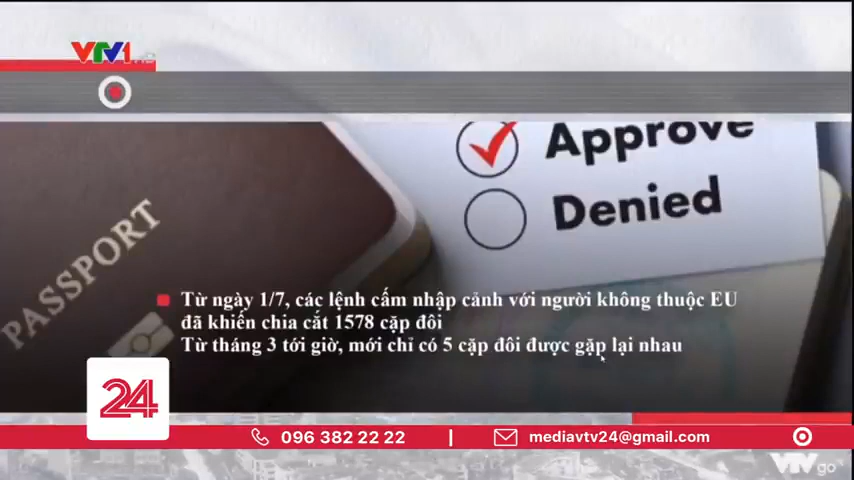 VTV1 HD
Approve
Denied
PASSPORT
Từ ngày 1/7, các lệnh cấm nhập cảnh với người không thuộc EU
đã khiến chia cắt 1578 cặp đôi
Từ tháng 3 tới giờ, mới chỉ có 5 cặp đôi được gặp lại nhau
24
096 382 22 22 | mediavtv24@gmail.com
VTVgo